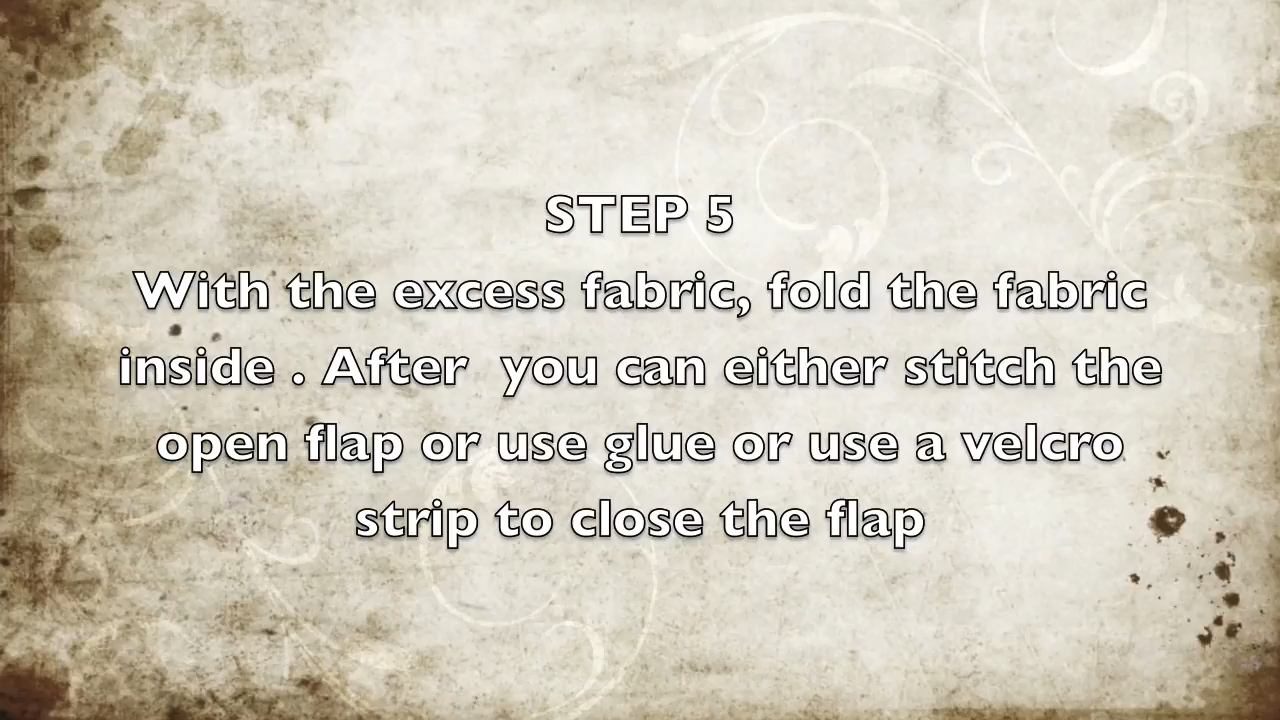 STEP 5
With the excess fabric, fold the fabric
inside . After  you can either stitch the
open flap or use glue or use a velcro
strip to close the flap